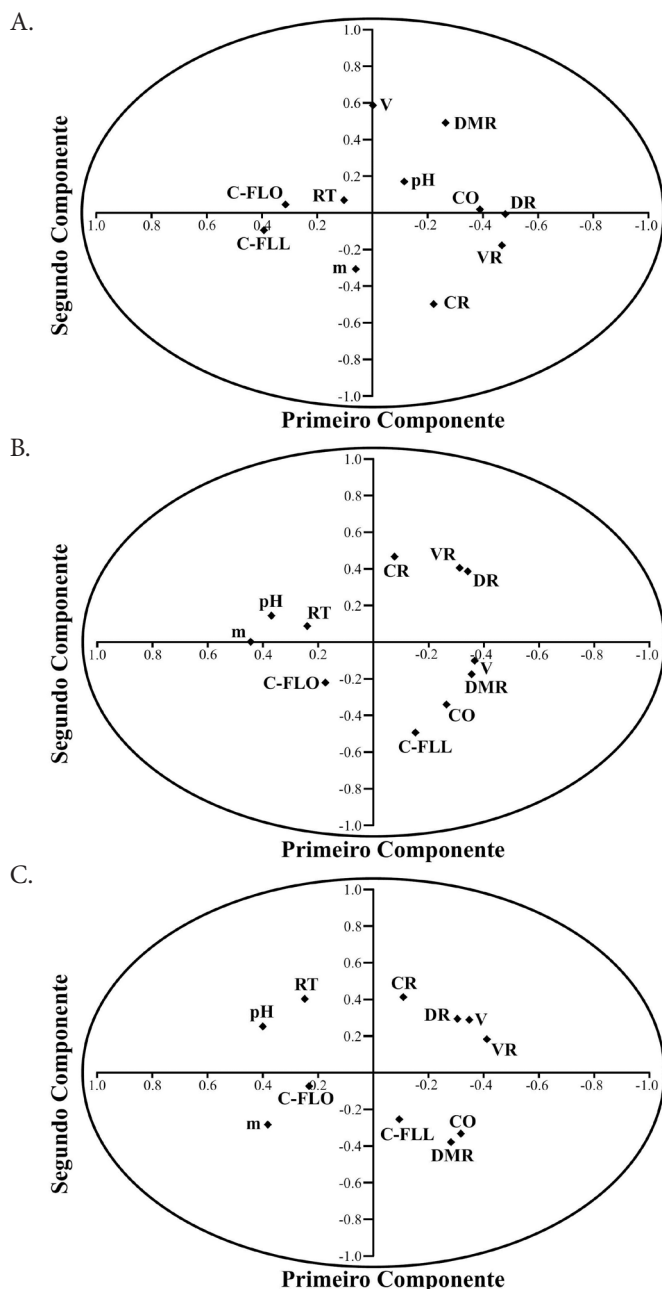 A.
1.0
0.8
0.6
V
DMR
0.4
0.2
pH
C-FLO
RT
CO
DR
1.0
0.8
0.6
0.4
0.2
-0.2
-0.4
-0.6
-0.8
-1.0
C-FLL
-0.2
VR
m
-0.4
CR
-0.6
-0.8
-1.0
Segundo Componente
Primeiro Componente
B.
1.0
0.8
0.6
VR
0.4
CR
DR
pH
0.2
RT
m
1.0
0.8
0.6
0.4
0.2
-0.2
-0.4
-0.6
-0.8
-1.0
V
C-FLO
-0.2
DMR
CO
-0.4
C-FLL
-0.6
-0.8
-1.0
Segundo Componente
Primeiro Componente
C.
1.0
0.8
0.6
RT
CR
0.4
pH
DR
V
0.2
VR
1.0
0.8
0.6
0.4
0.2
-0.2
-0.4
-0.6
-0.8
-1.0
C-FLO
-0.2
m
C-FLL
CO
-0.4
DMR
-0.6
-0.8
-1.0
Segundo Componente
Primeiro Componente